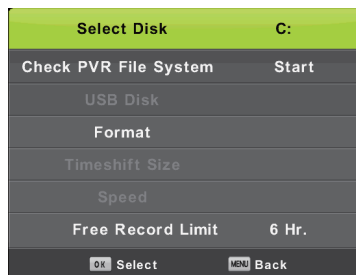 Select Disk C:
Check PVR File System Start
USB Disk
Format
Timeshift Size
Speed
Free Record Limit 6 Hr.
OK Select MENU Back